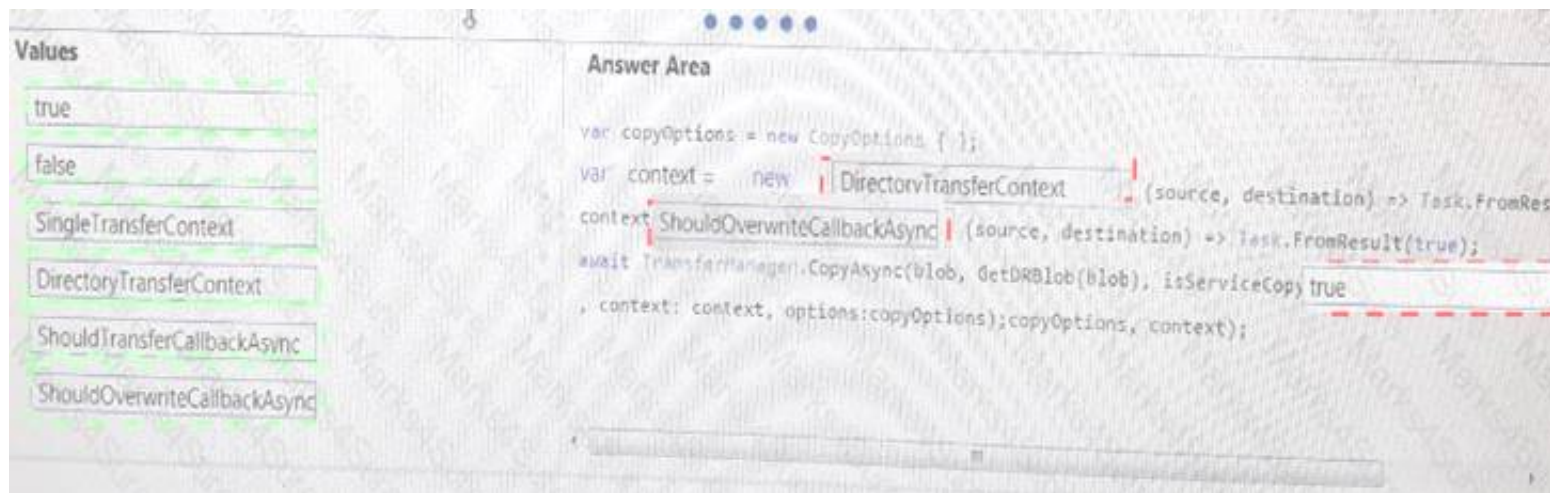 Values
true
false
SingleTransferContext
DirectoryTransferContext
ShouldTransferCallbackAsync
ShouldOverwriteCallbackAsync
Answer Area
var copyOptions = new CopyOptions { };
var context = new DirectoryTransferContext (source, destination) => Task.FromRes
context ShouldOverwriteCallbackAsync (source, destination) => Task.FromResult(true);
await TransferManager.CopyAsync(blob, GetDRBlob(blob), isServiceCopy true
, context: context, options:copyOptions);copyOptions, context);